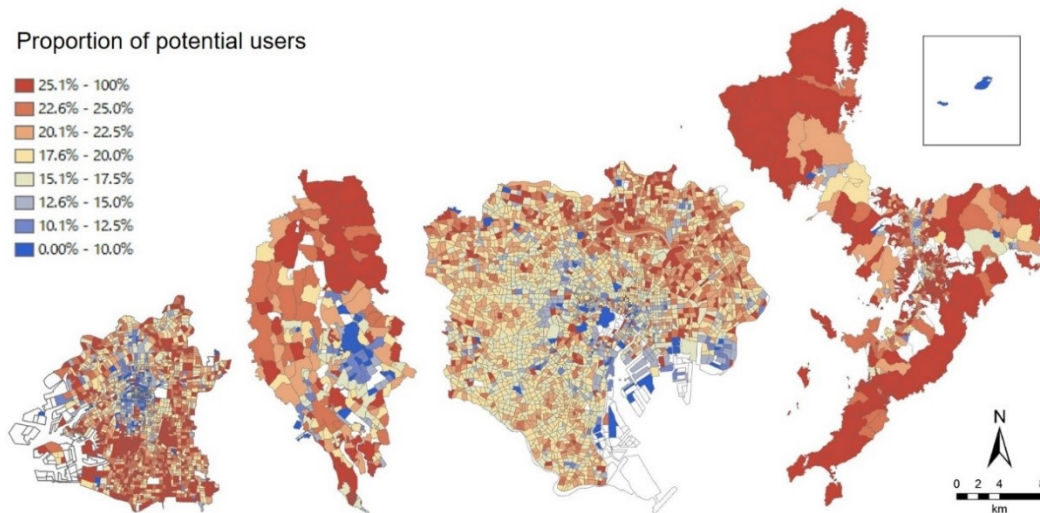 Proportion of potential users
25.1% - 100%
22.6% - 25.0%
20.1% - 22.5%
17.6% - 20.0%
15.1% - 17.5%
12.6% - 15.0%
10.1% - 12.5%
0.00% - 10.0%
N
0 2 4 8
km